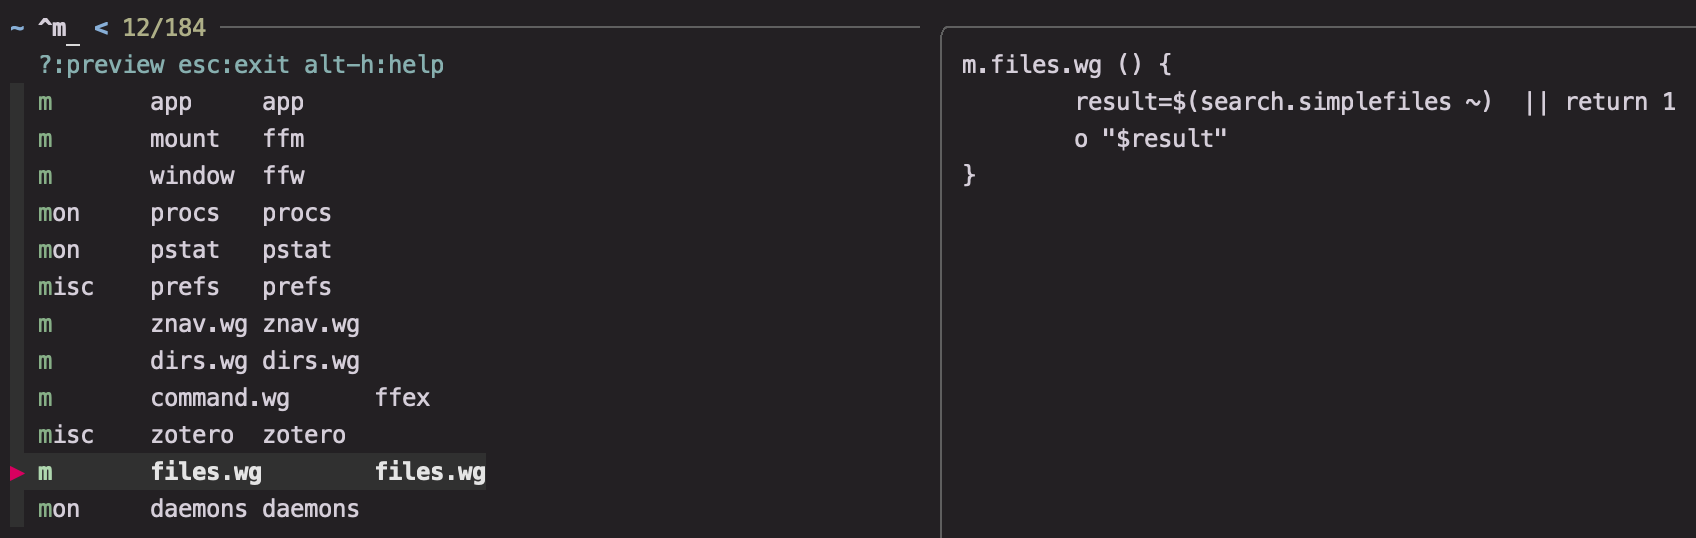 ~ ^m_ < 12/184
?:preview esc:exit alt-h:help
m app app
m mount ffm
m window ffw
mon procs procs
mon pstat pstat
misc prefs prefs
m znav.wg znav.wg
m dirs.wg dirs.wg
m command.wg ffex
misc zotero zotero
m files.wg files.wg
mon daemons daemons
m.files.wg () {
result=$(search.simplefiles ~) || return 1
o "$result"
}